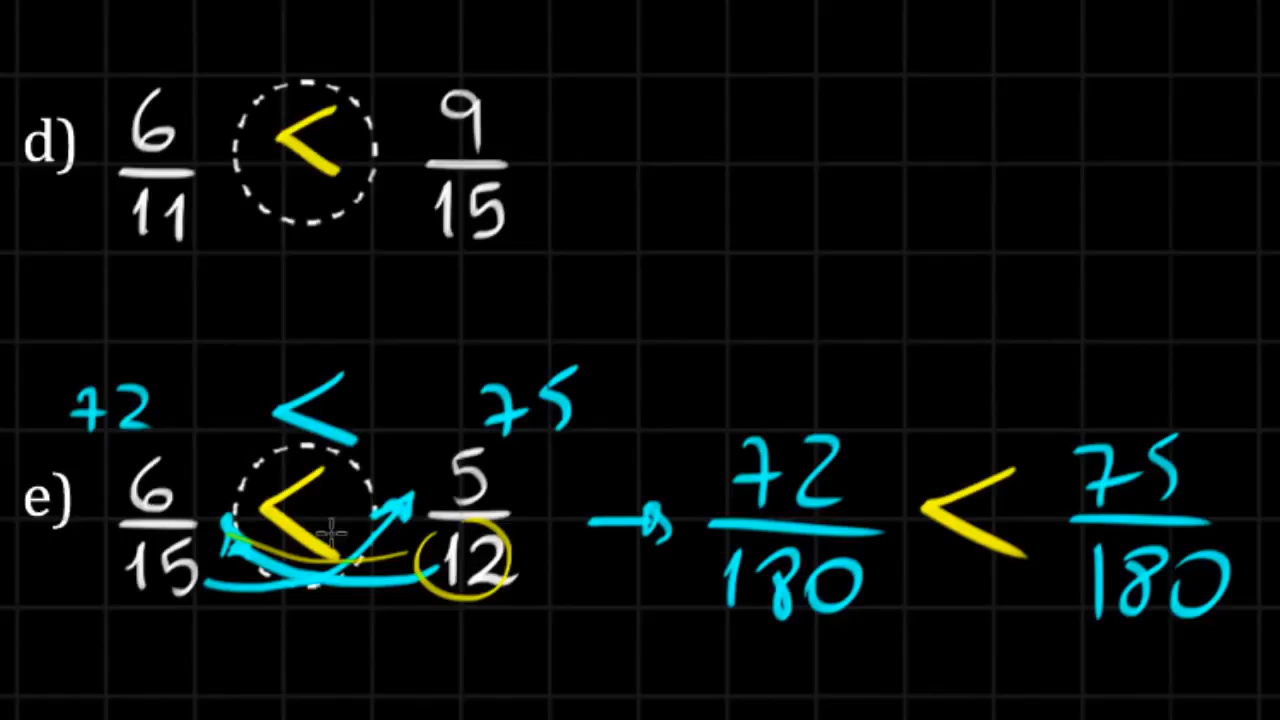 d) 6/11 < 9/15
72 < 75
e) 6/15 < 5/12 → 72/180 < 75/180